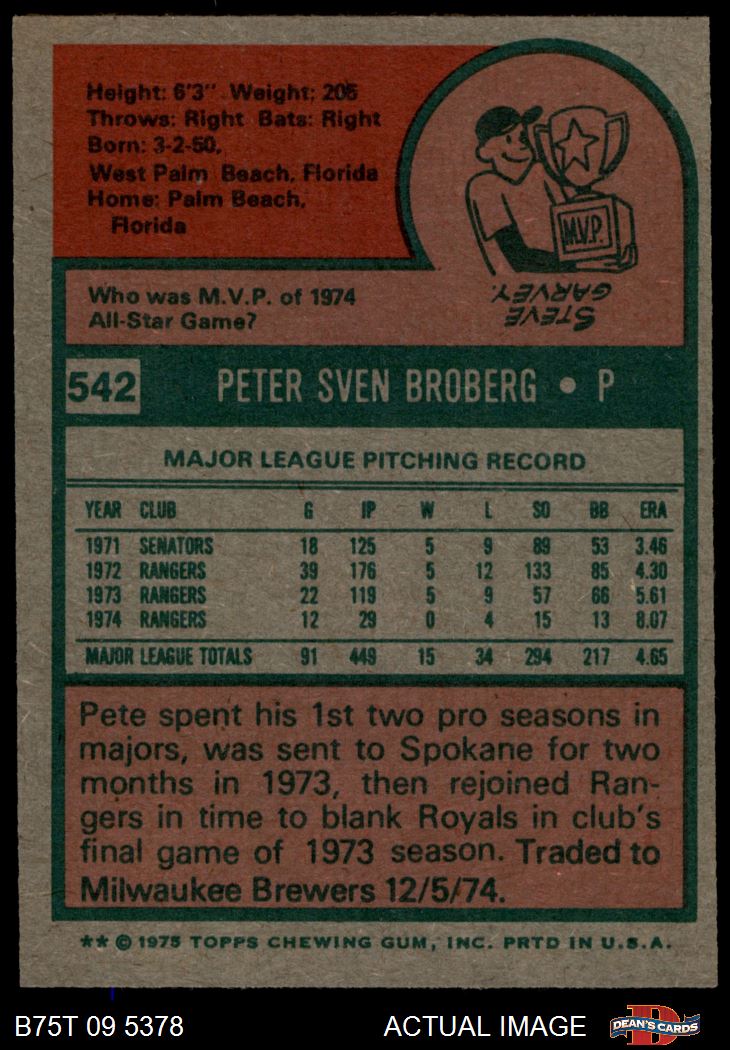 Height: 6'3" Weight: 205
Throws: Right Bats: Right
Born: 3-2-50,
West Palm Beach, Florida
Home: Palm Beach,
Florida
M.V.P.
STEVE
GARVEY.
Who was M.V.P. of 1974
All-Star Game?
542 PETER SVEN BROBERG • P
MAJOR LEAGUE PITCHING RECORD
YEAR CLUB G IP W L SO BB ERA
1971 SENATORS 18 125 5 9 89 53 3.46
1972 RANGERS 39 176 5 12 133 85 4.30
1973 RANGERS 22 119 5 9 57 66 5.61
1974 RANGERS 12 29 0 4 15 13 8.07
MAJOR LEAGUE TOTALS 91 449 15 34 294 217 4.65
Pete spent his 1st two pro seasons in
majors, was sent to Spokane for two
months in 1973, then rejoined Ran-
gers in time to blank Royals in club's
final game of 1973 season. Traded to
Milwaukee Brewers 12/5/74.
** © 1975 TOPPS CHEWING GUM, INC. PRTD IN U.S.A.
B75T 09 5378 ACTUAL IMAGE DEAN'S CARDS